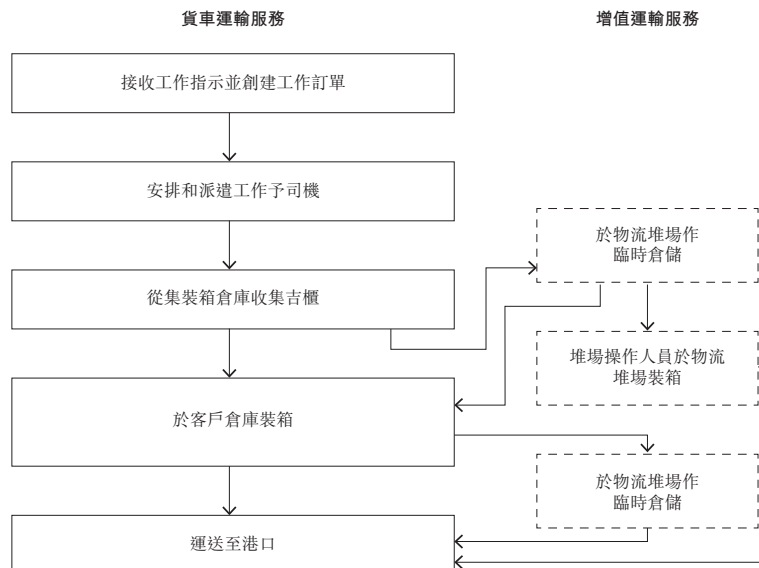 貨車運輸服務
增值運輸服務
接收工作指示並創建工作訂單
安排和派遣工作予司機
於物流堆場作
臨時倉儲
從集裝箱倉庫收集吉櫃
堆場操作人員於物流
堆場裝箱
於客戶倉庫裝箱
於物流堆場作
臨時倉儲
運送至港口